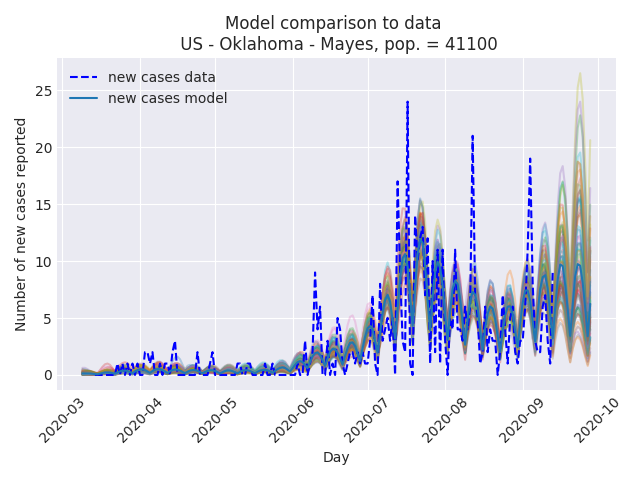 Model comparison to data
US - Oklahoma - Mayes, pop. = 41100
new cases data
new cases model
Number of new cases reported
25
20
15
10
5
0
2020-03
2020-04
2020-05
2020-06
2020-07
2020-08
2020-09
2020-10
Day